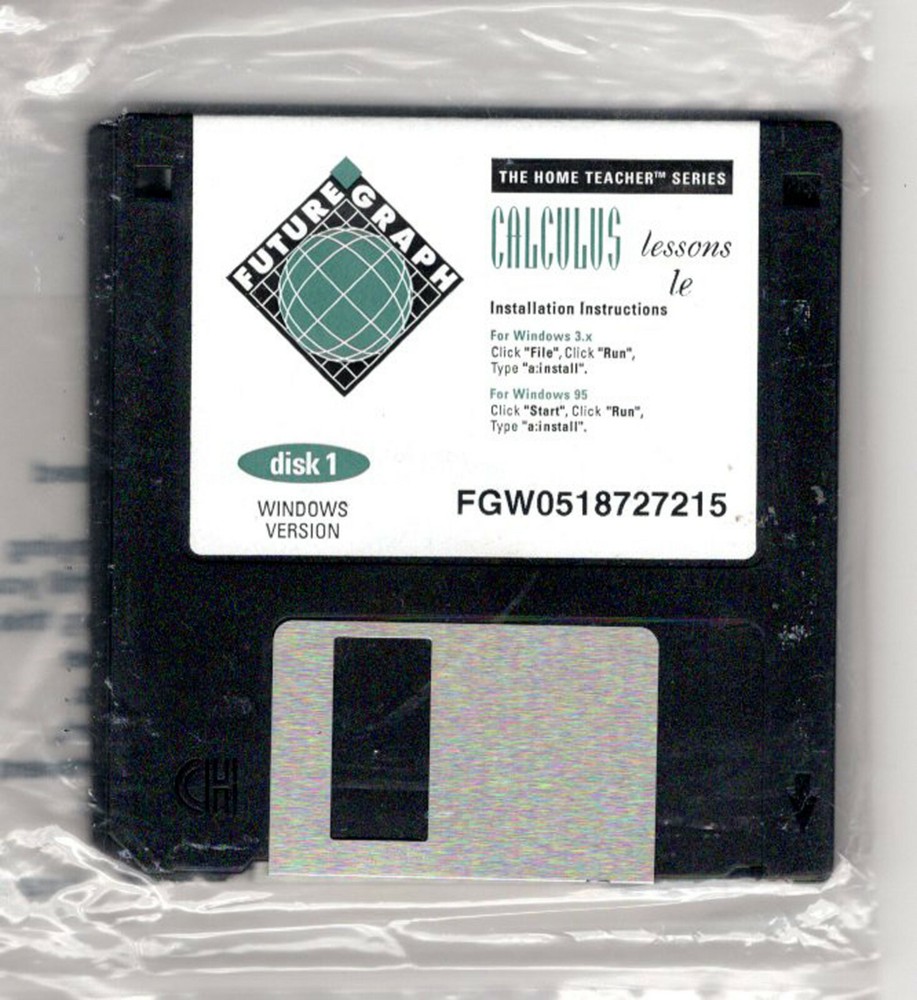 FUTURE GRAPH
THE HOME TEACHER™ SERIES
CALCULUS lessons
le
Installation Instructions
For Windows 3.x
Click "File", Click "Run",
Type "a:install".
For Windows 95
Click "Start", Click "Run",
Type "a:install".
disk 1
WINDOWS
VERSION
FGW0518727215
CH